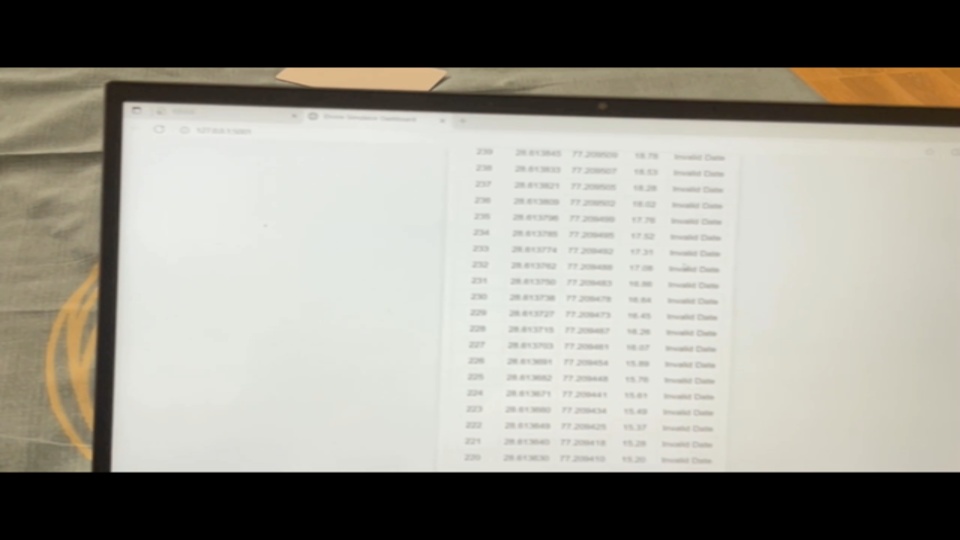 239 28.613845 77.209509 18.79 Invalid Date
238 28.613833 77.209507 18.53 Invalid Date
237 28.613821 77.209505 18.28 Invalid Date
236 28.613809 77.209502 18.02 Invalid Date
235 28.613798 77.209499 17.76 Invalid Date
234 77.209495 17.52 Invalid Date
233 28.613774 77.209492 17.31 Invalid Date
232 28.613762 77.209488 17.08 Invalid Date
231 28.613750 77.209483 Invalid Date
230 28.613738 77.209478 16.64 Invalid Date
229 28.613727 77.209473 16.45 Invalid Date
228 28.613715 77.209467 16.26 Invalid Date
227 28.613703 77.209461 16.07 Invalid Date
226 28.613691 77.209454 Invalid Date
225 28.613682 77.209448 15.76 Invalid Date
224 28.613671 77.209441 15.61 Invalid Date
223 28.613660 77.209434 15.49 Invalid Date
222 28.613649 77.209425 15.37 Invalid Date
221 28.613640 77.209418 15.28 Invalid Date
220 28.613630 77.209410 15.20 Invalid Date